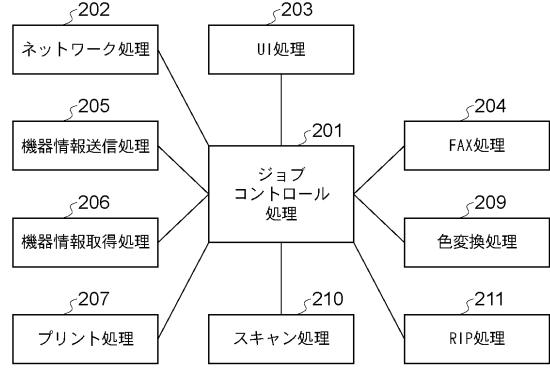 202
ネットワーク処理
203
UI処理
205
機器情報送信処理
201
ジョブ
コントロール
処理
204
FAX処理
206
機器情報取得処理
209
色変換処理
207
プリント処理
210
スキャン処理
211
RIP処理